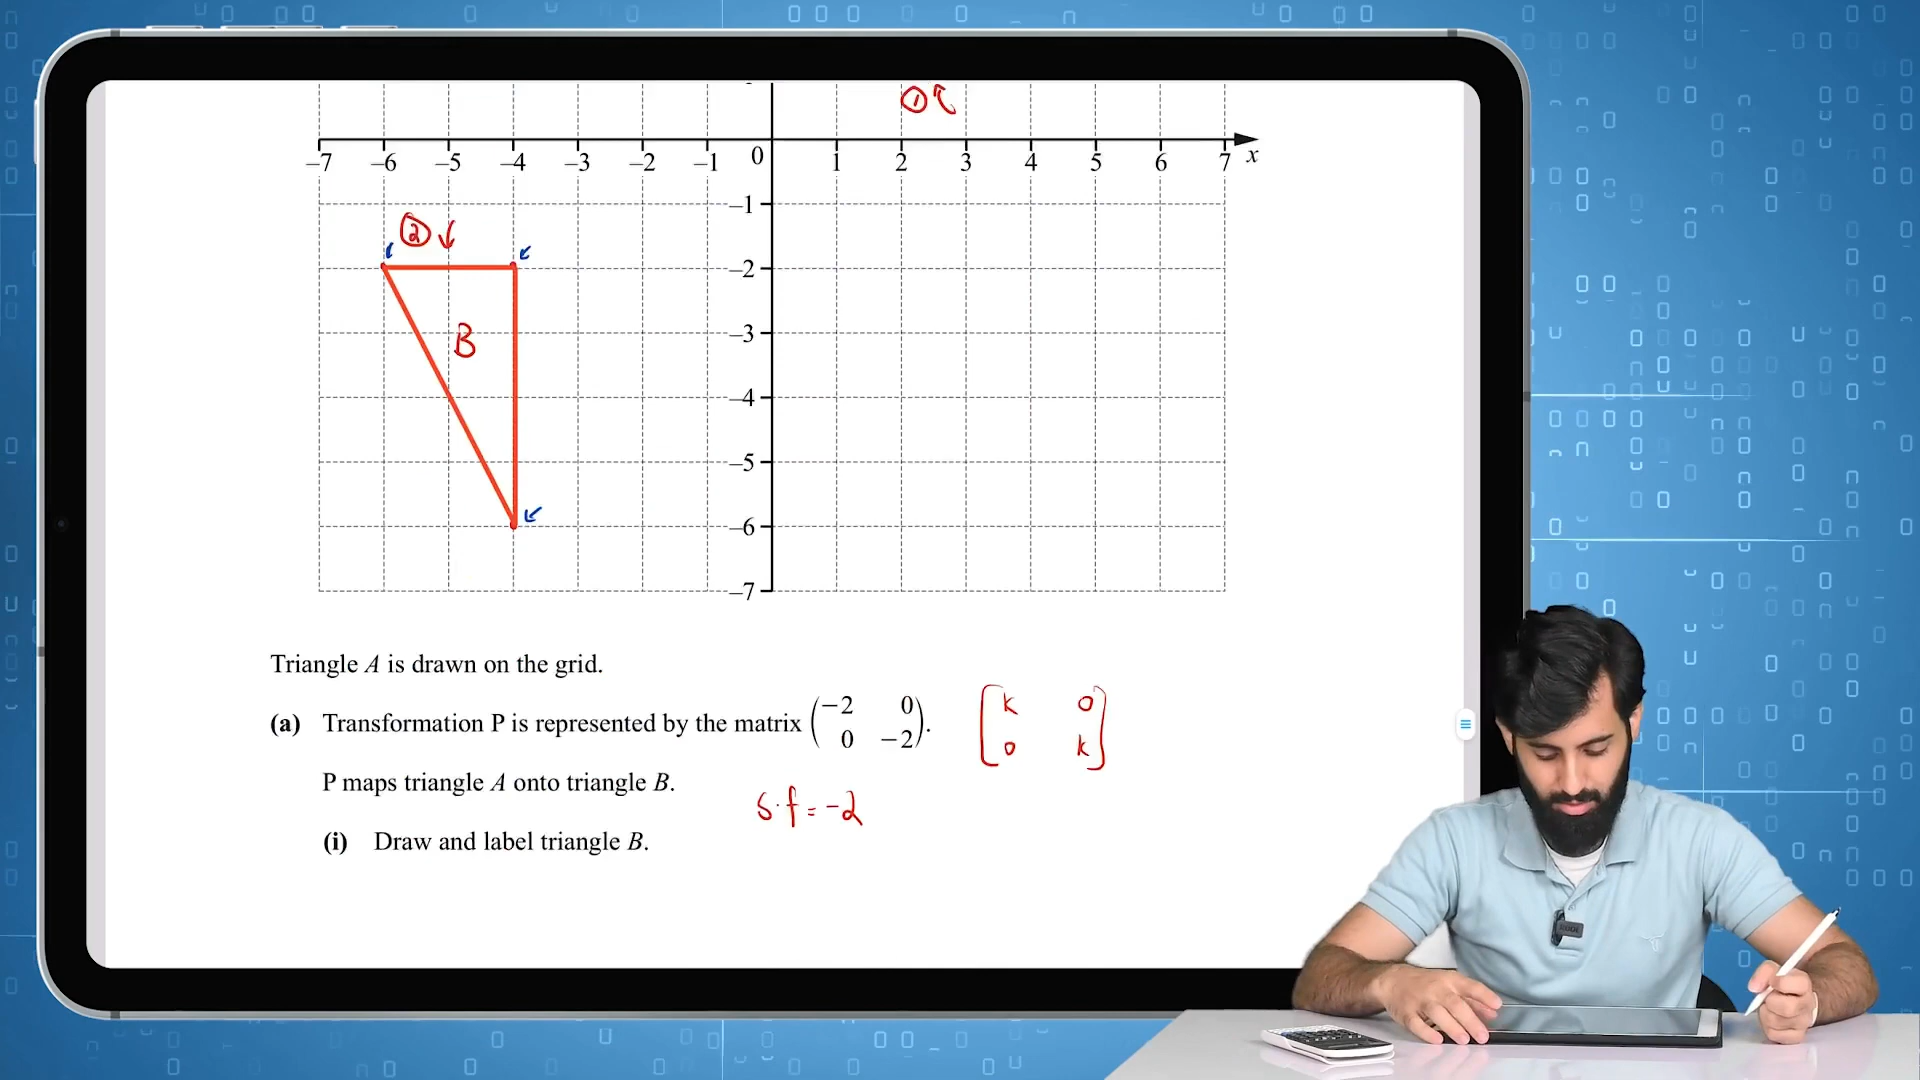 ① 
–7 –6 –5 –4 –3 –2 –1 0 1 2 3 4 5 6 7 x
–1
②
–2
B
–3
–4
–5
–6
–7
Triangle A is drawn on the grid.
(a) Transformation P is represented by the matrix (−2 0
0 −2).
[k 0
0 k]
P maps triangle A onto triangle B.
s.f = -2
(i) Draw and label triangle B.